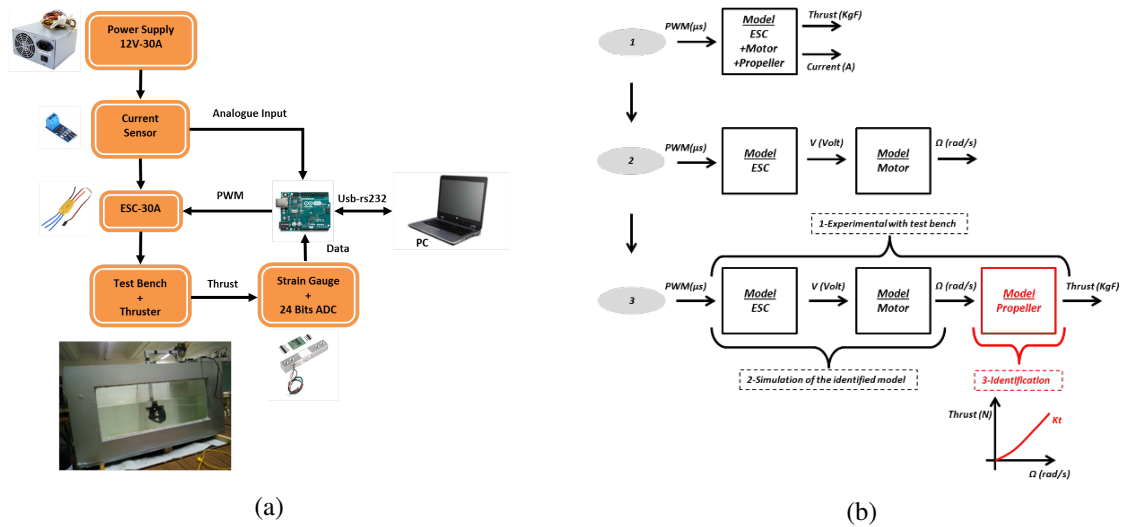 Power Supply
12V-30A
Current
Sensor
Analogue Input
ESC-30A
PWM
Usb-rs232
PC
Data
Test Bench
+
Thruster
Thrust
Strain Gauge
+
24 Bits ADC
(a)
1
PWM(µs)
Model
ESC
+Motor
+Propeller
Thrust (KgF)
Current (A)
2
PWM(µs)
Model
ESC
V (Volt)
Model
Motor
Ω (rad/s)
1-Experimental with test bench
3
PWM(µs)
Model
ESC
V (Volt)
Model
Motor
Ω (rad/s)
Model
Propeller
Thrust (KgF)
2-Simulation of the identified model
3-Identification
Thrust (N)
Kt
Ω (rad/s)
(b)